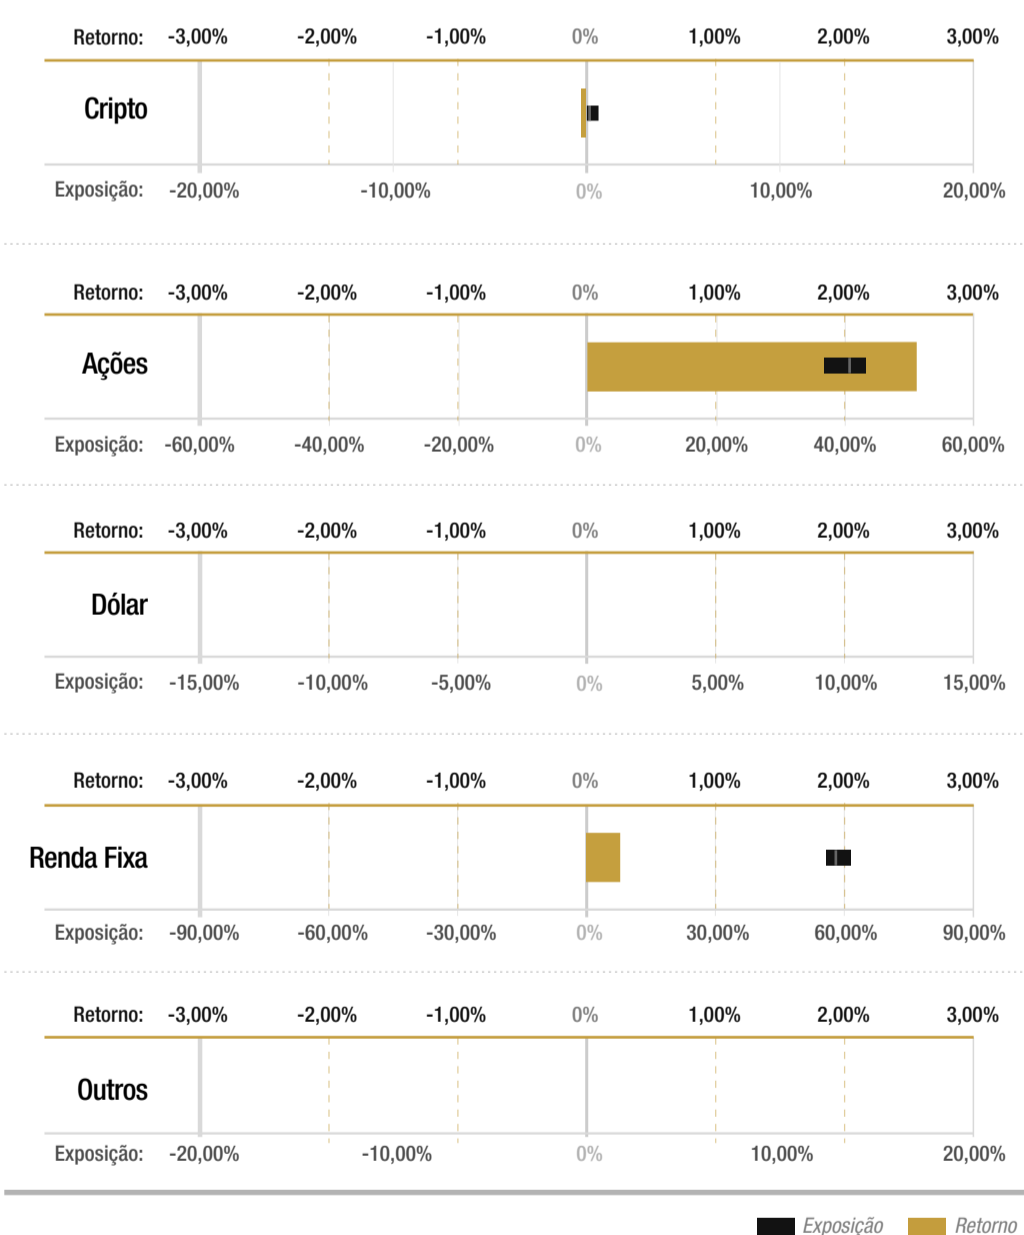 Retorno: -3,00% -2,00% -1,00% 0% 1,00% 2,00% 3,00%
Cripto
Exposição: -20,00% -10,00% 0% 10,00% 20,00%
Retorno: -3,00% -2,00% -1,00% 0% 1,00% 2,00% 3,00%
Ações
Exposição: -60,00% -40,00% -20,00% 0% 20,00% 40,00% 60,00%
Retorno: -3,00% -2,00% -1,00% 0% 1,00% 2,00% 3,00%
Dólar
Exposição: -15,00% -10,00% -5,00% 0% 5,00% 10,00% 15,00%
Retorno: -3,00% -2,00% -1,00% 0% 1,00% 2,00% 3,00%
Renda Fixa
Exposição: -90,00% -60,00% -30,00% 0% 30,00% 60,00% 90,00%
Retorno: -3,00% -2,00% -1,00% 0% 1,00% 2,00% 3,00%
Outros
Exposição: -20,00% -10,00% 0% 10,00% 20,00%
Exposição Retorno